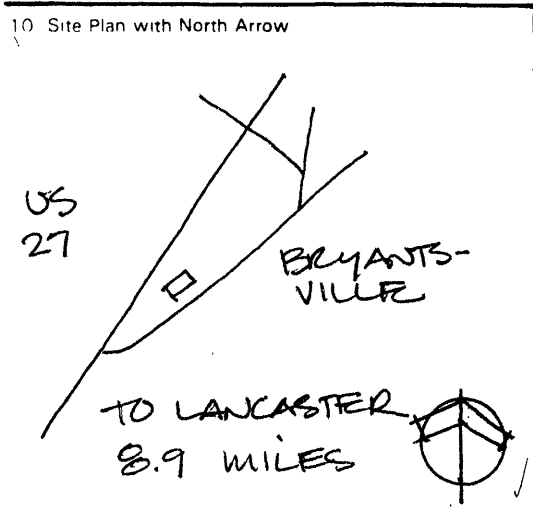 10 Site Plan with North Arrow
US
27
BRYANTS-
VILLE
TO LANCASTER
8.9 MILES